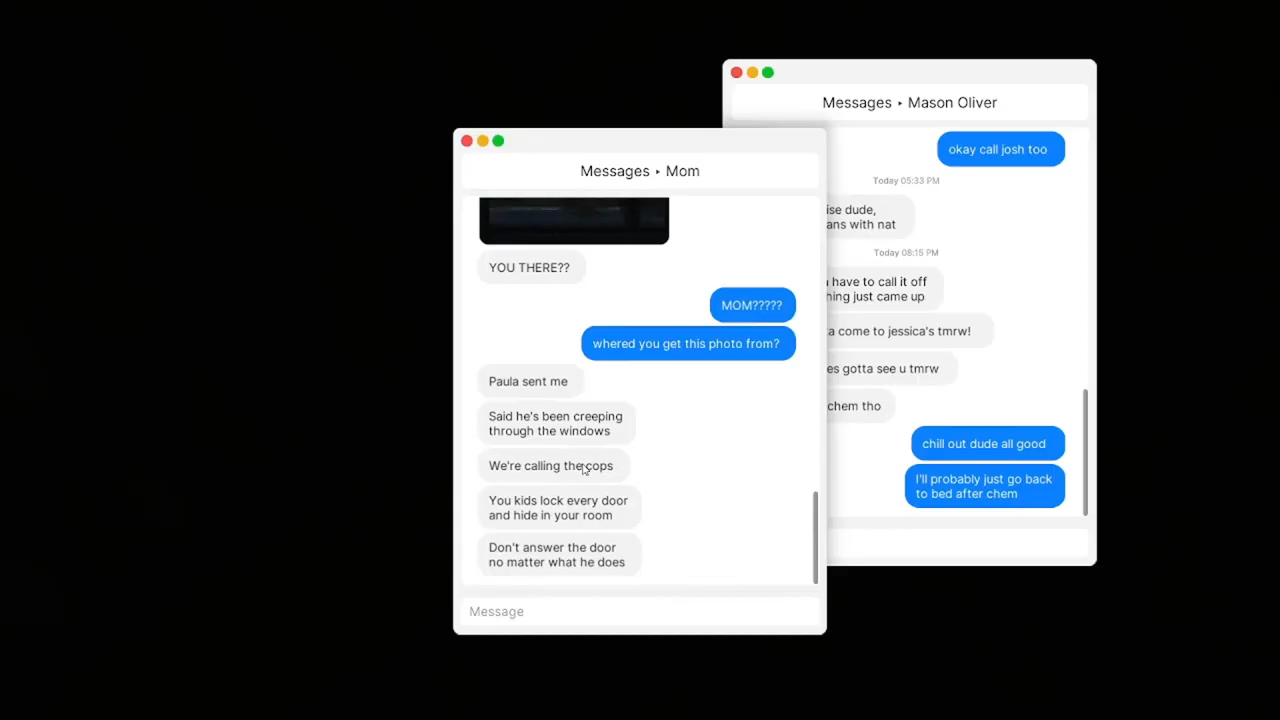 Messages ‣ Mason Oliver
okay call josh too
Today 05:33 PM
dude,
with nat
Today 08:15 PM
have to call it off
just came up
come to jessica's tmrw!
gotta see u tmrw
chem tho
chill out dude all good
I'll probably just go back
to bed after chem
Messages ‣ Mom
YOU THERE??
MOM?????
whered you get this photo from?
Paula sent me
Said he's been creeping
through the windows
We're calling the cops
You kids lock every door
and hide in your room
Don't answer the door
no matter what he does
Message